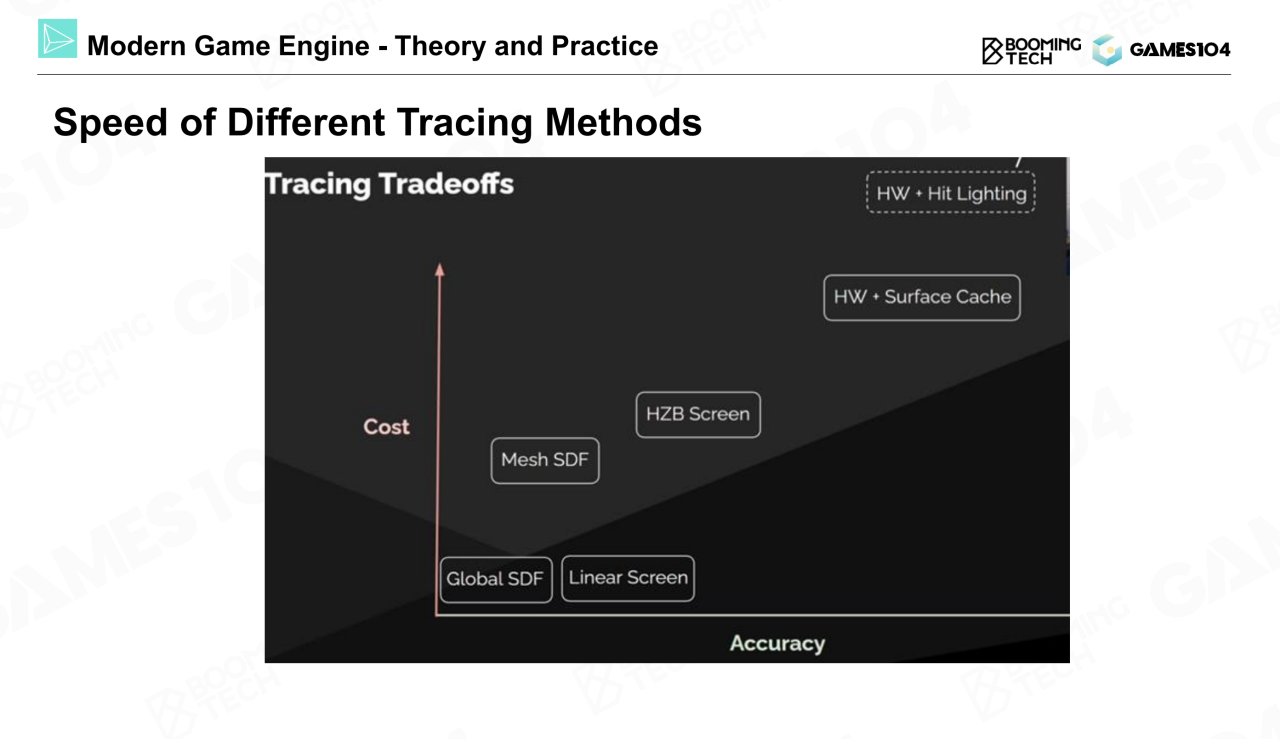 Modern Game Engine - Theory and Practice
BOOMING
TECH
GAMES104
Speed of Different Tracing Methods
Tracing Tradeoffs
HW + Hit Lighting
HW + Surface Cache
HZB Screen
Cost
Mesh SDF
Global SDF
Linear Screen
Accuracy